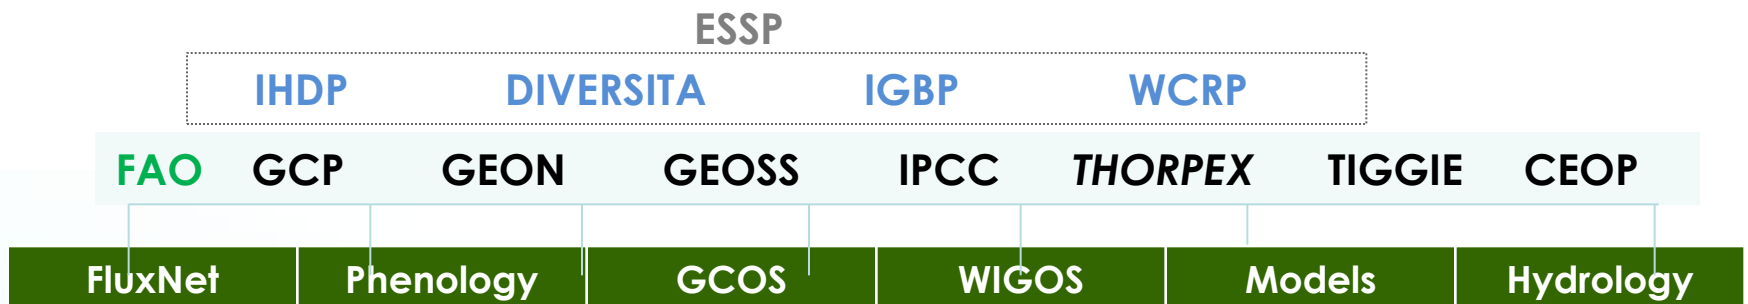 ESSP
IHDP DIVERSITA IGBP WCRP
FAO GCP GEON GEOSS IPCC THORPEX TIGGIE CEOP
FluxNet Phenology GCOS WIGOS Models Hydrology